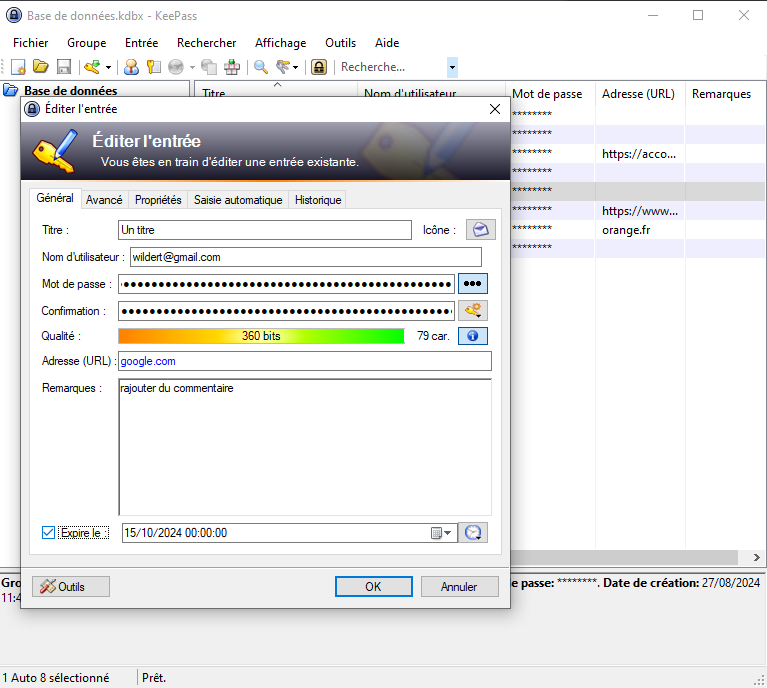 Base de données.kdbx - KeePass
Fichier Groupe Entrée Rechercher Affichage Outils Aide
Recherche...
Base de données
Titre Nom d'utilisateur Mot de passe Adresse (URL) Remarques
********
********
******** https://acco...
********
********
******** https://www...
******** orange.fr
********
Éditer l'entrée
Éditer l'entrée
Vous êtes en train d'éditer une entrée existante.
Général Avancé Propriétés Saisie automatique Historique
Titre : Un titre Icône :
Nom d'utilisateur : wildert@gmail.com
Mot de passe :
Confirmation :
Qualité : 360 bits 79 car.
Adresse (URL) : google.com
Remarques : rajouter du commentaire
Expire le : 15/10/2024 00:00:00
Outils OK Annuler
Gro e passe: ********. Date de création: 27/08/2024
11:4
1 Auto 8 sélectionné Prêt.